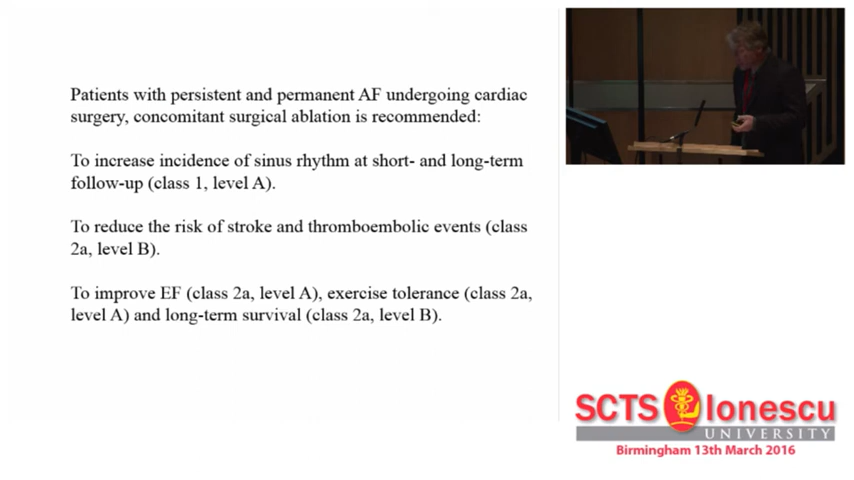 Patients with persistent and permanent AF undergoing cardiac
surgery, concomitant surgical ablation is recommended:
To increase incidence of sinus rhythm at short- and long-term
follow-up (class 1, level A).
To reduce the risk of stroke and thromboembolic events (class
2a, level B).
To improve EF (class 2a, level A), exercise tolerance (class 2a,
level A) and long-term survival (class 2a, level B).
SCTS Ionescu
UNIVERSITY
Birmingham 13th March 2016